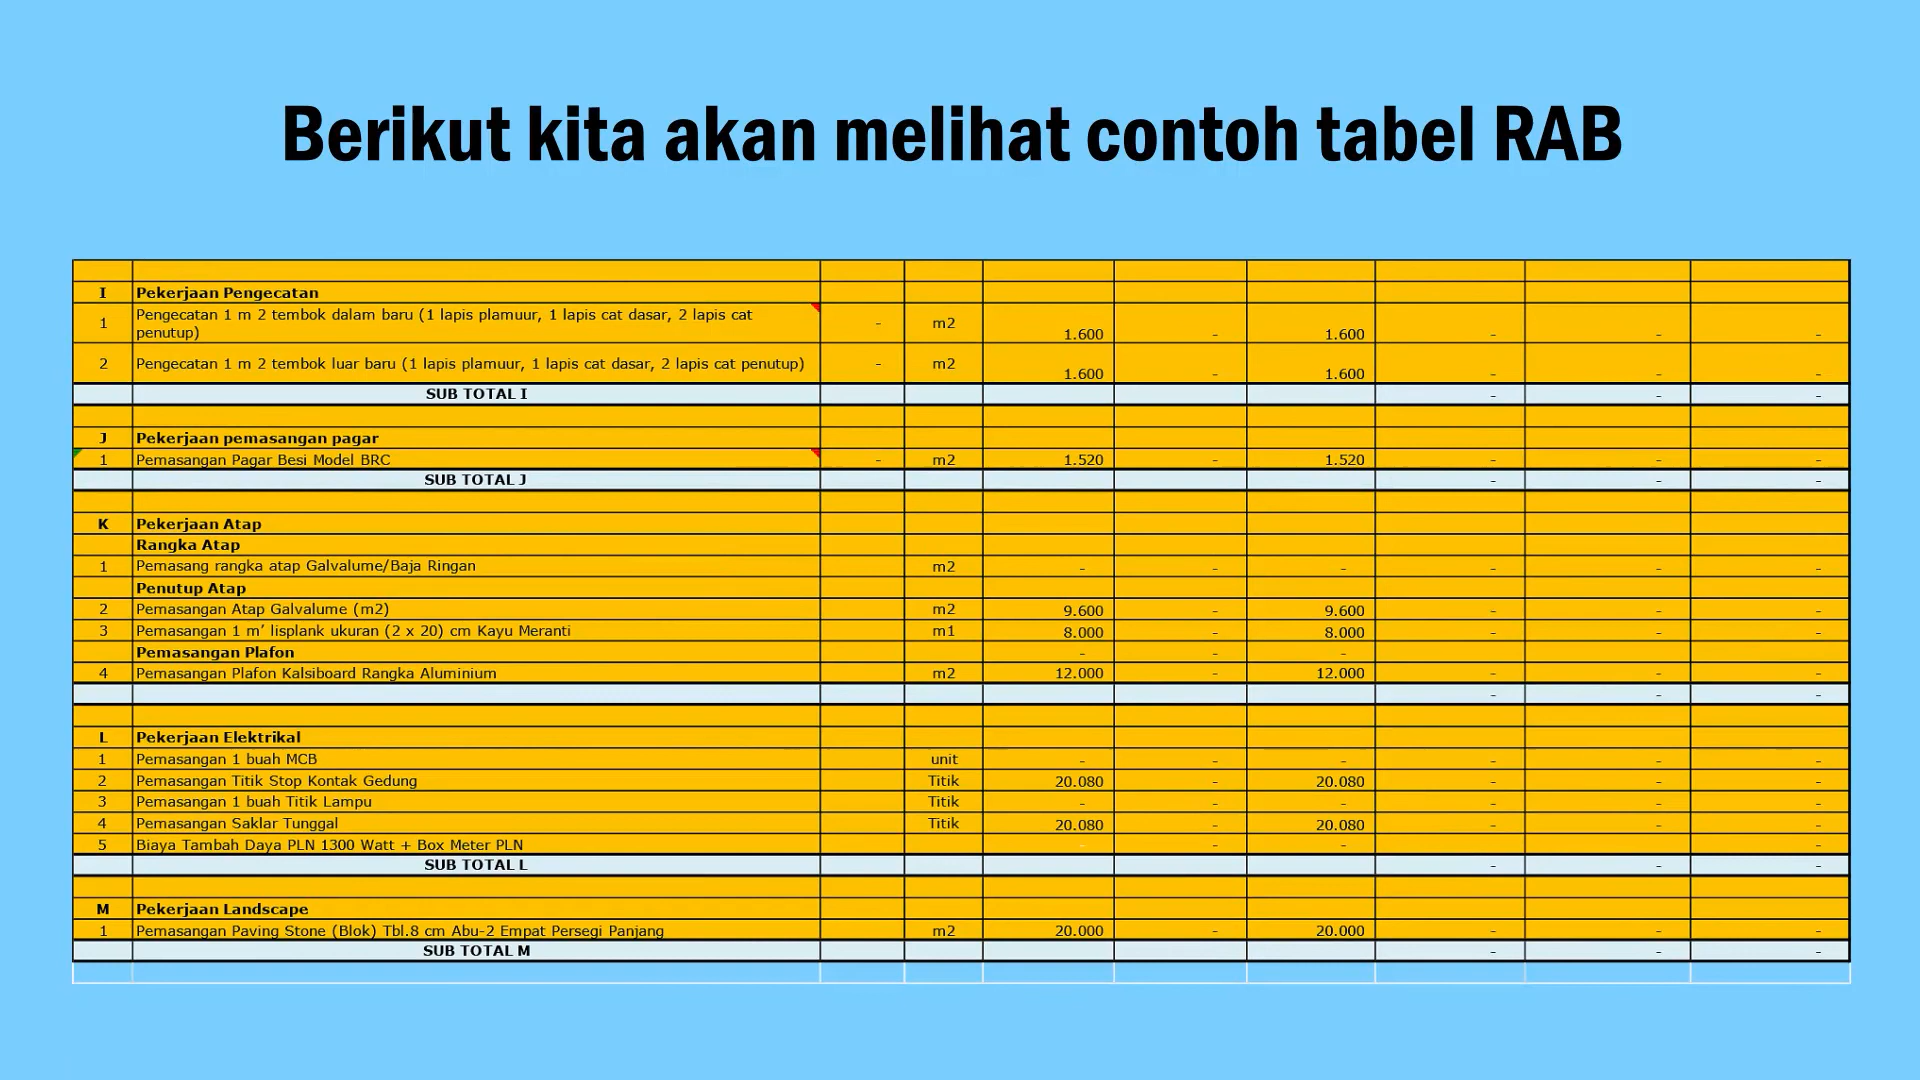 Berikut kita akan melihat contoh tabel RAB
I Pekerjaan Pengecatan
1 Pengecatan 1 m 2 tembok dalam baru (1 lapis plamuur, 1 lapis cat dasar, 2 lapis cat
penutup) - m2 1.600 - 1.600 - - -
2 Pengecatan 1 m 2 tembok luar baru (1 lapis plamuur, 1 lapis cat dasar, 2 lapis cat penutup) - m2 1.600 - 1.600 - - -
SUB TOTAL I - - -
J Pekerjaan pemasangan pagar
1 Pemasangan Pagar Besi Model BRC - m2 1.520 - 1.520 - - -
SUB TOTAL J - - -
K Pekerjaan Atap
Rangka Atap
1 Pemasang rangka atap Galvalume/Baja Ringan m2 - - - - - -
Penutup Atap
2 Pemasangan Atap Galvalume (m2) m2 9.600 - 9.600 - - -
3 Pemasangan 1 m’ lisplank ukuran (2 x 20) cm Kayu Meranti m1 8.000 - 8.000 - - -
Pemasangan Plafon - - -
4 Pemasangan Plafon Kalsiboard Rangka Aluminium m2 12.000 - 12.000 - - -
- - -
L Pekerjaan Elektrikal
1 Pemasangan 1 buah MCB unit - - - - - -
2 Pemasangan Titik Stop Kontak Gedung Titik 20.080 - 20.080 - - -
3 Pemasangan 1 buah Titik Lampu Titik - - - - - -
4 Pemasangan Saklar Tunggal Titik 20.080 - 20.080 - - -
5 Biaya Tambah Daya PLN 1300 Watt + Box Meter PLN - - - -
SUB TOTAL L - - -
M Pekerjaan Landscape
1 Pemasangan Paving Stone (Blok) Tbl.8 cm Abu-2 Empat Persegi Panjang m2 20.000 - 20.000 - - -
SUB TOTAL M - - -